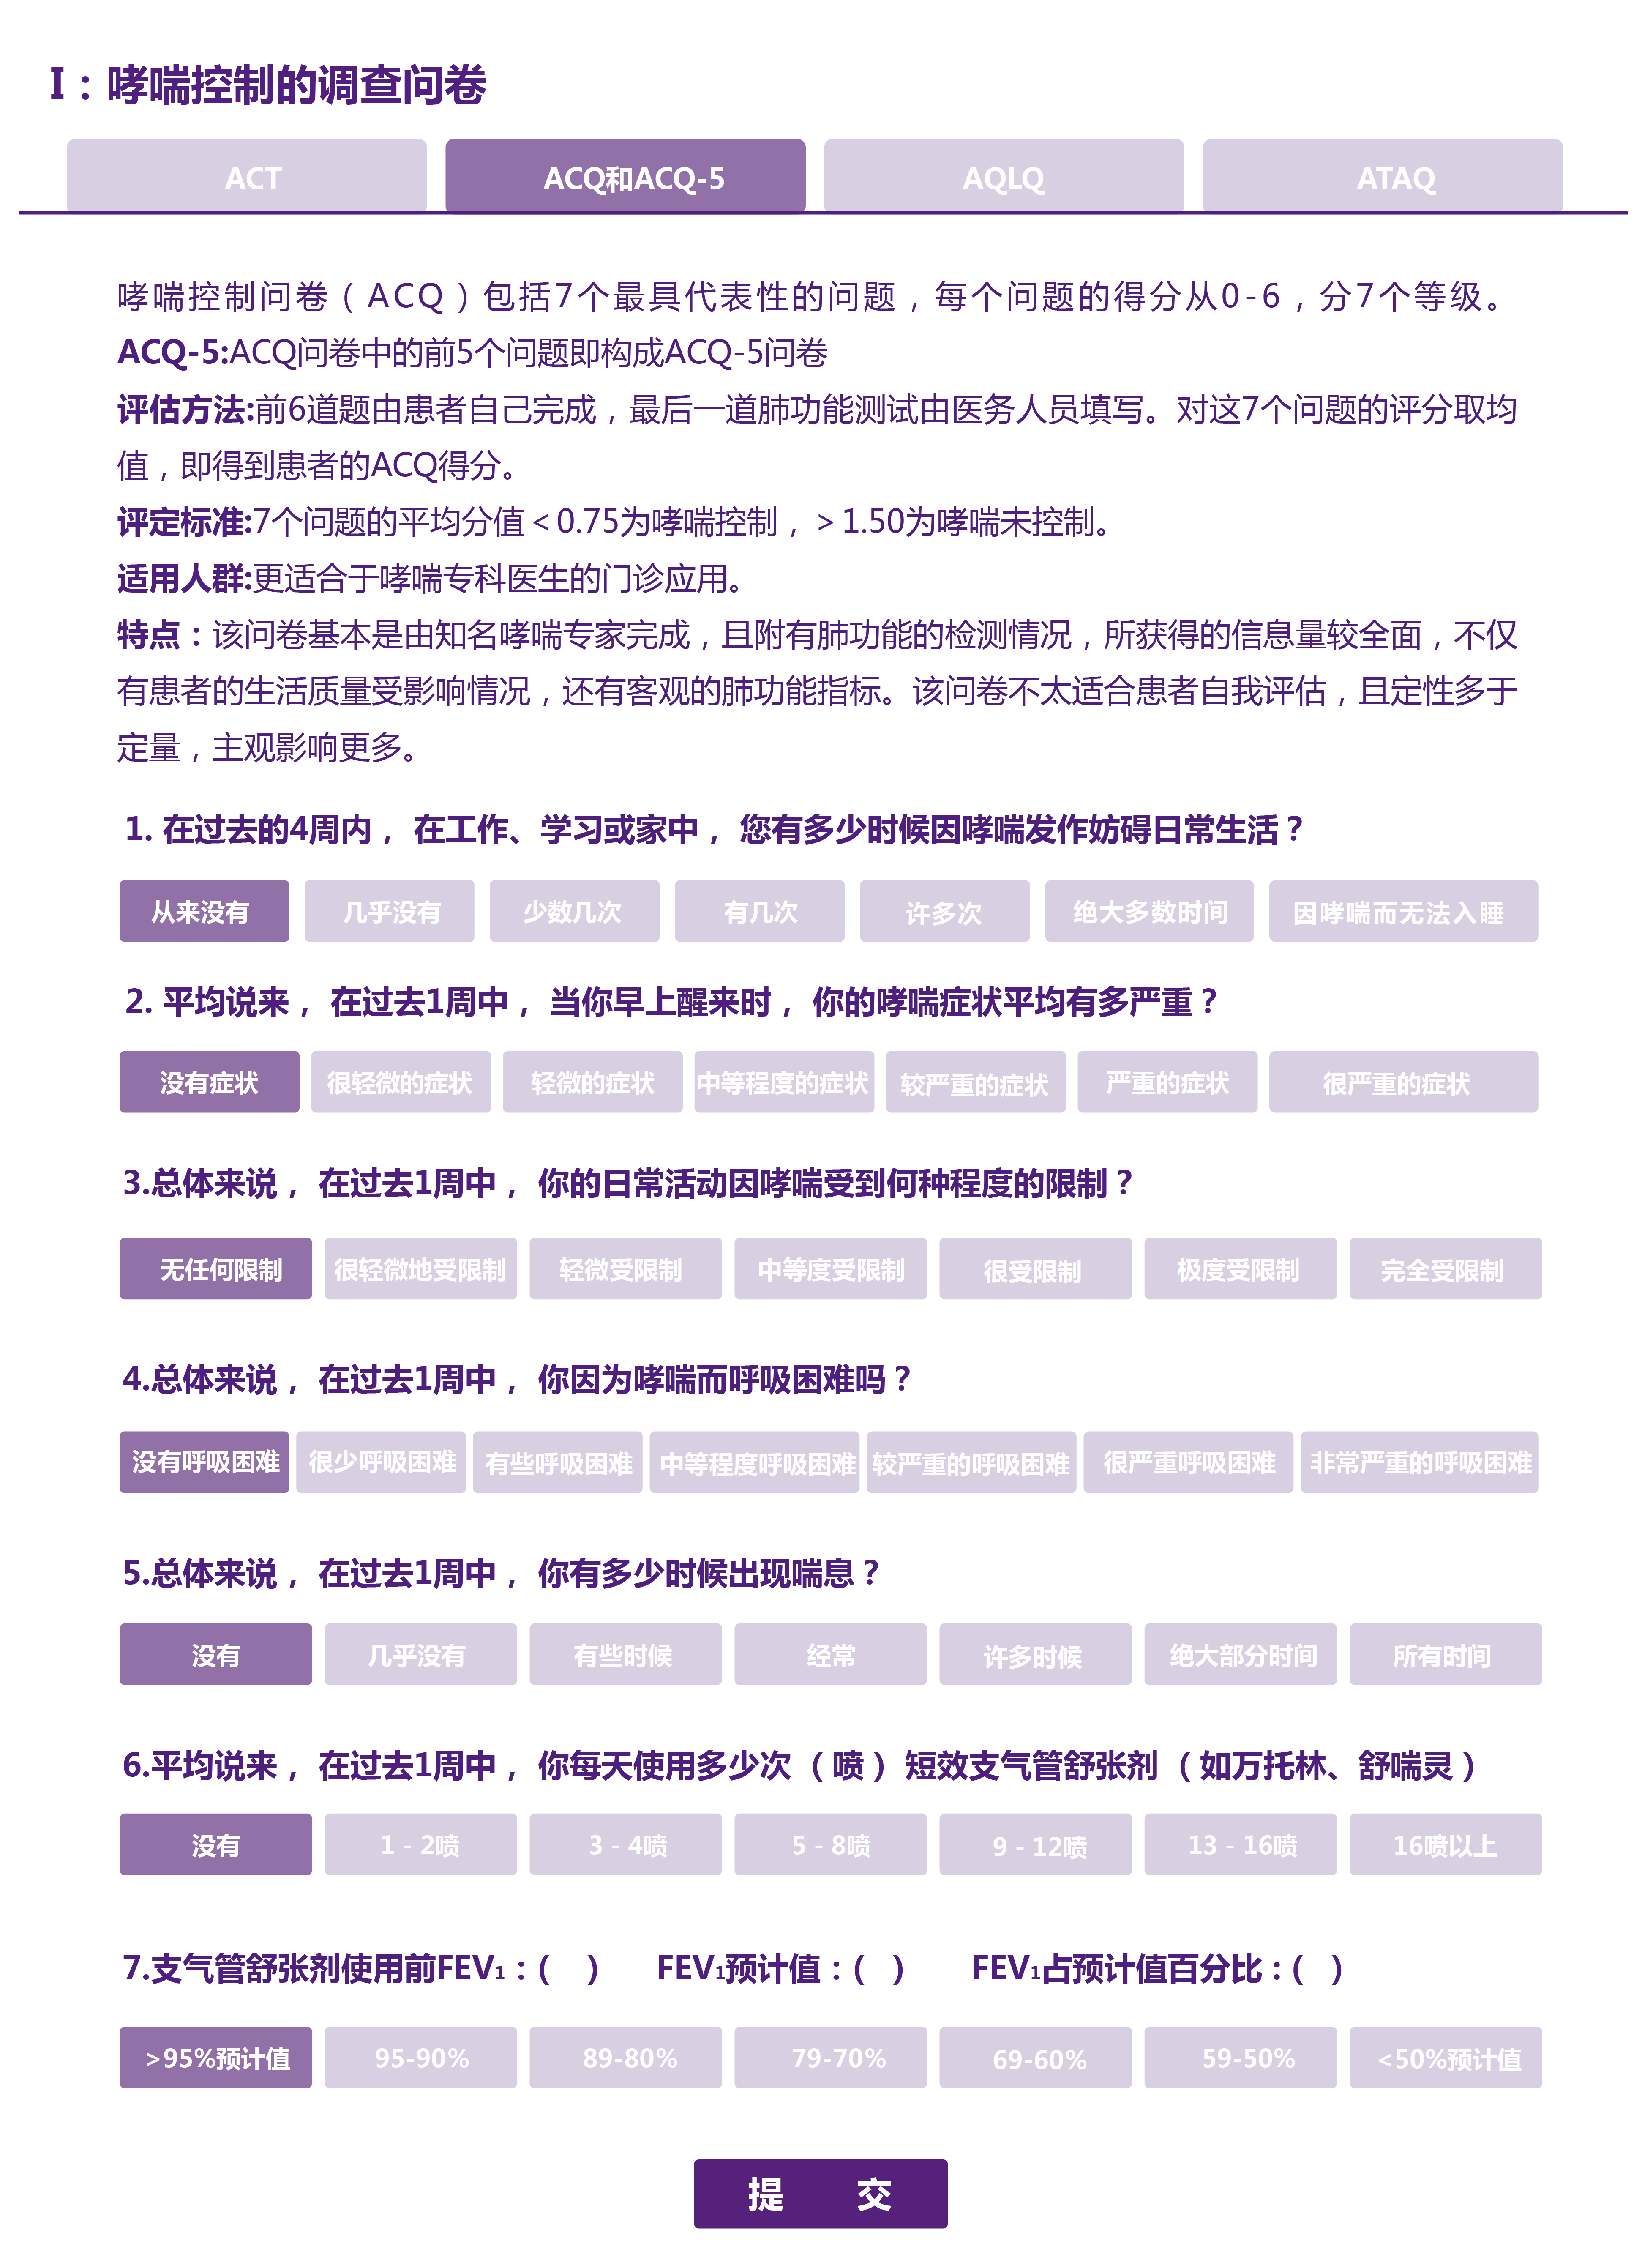 I：哮喘控制的调查问卷
ACT
ACQ和ACQ-5
AQLQ
ATAQ
哮喘控制问卷（ACQ）包括7个最具代表性的问题，每个问题的得分从0-6，分7个等级。
ACQ-5:ACQ问卷中的前5个问题即构成ACQ-5问卷
评估方法:前6道题由患者自己完成，最后一道肺功能测试由医务人员填写。对这7个问题的评分取均
值，即得到患者的ACQ得分。
评定标准:7个问题的平均分值＜0.75为哮喘控制，＞1.50为哮喘未控制。
适用人群:更适合于哮喘专科医生的门诊应用。
特点：该问卷基本是由知名哮喘专家完成，且附有肺功能的检测情况，所获得的信息量较全面，不仅
有患者的生活质量受影响情况，还有客观的肺功能指标。该问卷不太适合患者自我评估，且定性多于
定量，主观影响更多。
1. 在过去的4周内， 在工作、学习或家中， 您有多少时候因哮喘发作妨碍日常生活？
从来没有
几乎没有
少数几次
有几次
许多次
绝大多数时间
因哮喘而无法入睡
2. 平均说来， 在过去1周中， 当你早上醒来时， 你的哮喘症状平均有多严重？
没有症状
很轻微的症状
轻微的症状
中等程度的症状
较严重的症状
严重的症状
很严重的症状
3.总体来说， 在过去1周中， 你的日常活动因哮喘受到何种程度的限制？
无任何限制
很轻微地受限制
轻微受限制
中等度受限制
很受限制
极度受限制
完全受限制
4.总体来说， 在过去1周中， 你因为哮喘而呼吸困难吗？
没有呼吸困难
很少呼吸困难
有些呼吸困难
中等程度呼吸困难
较严重的呼吸困难
很严重呼吸困难
非常严重的呼吸困难
5.总体来说， 在过去1周中， 你有多少时候出现喘息？
没有
几乎没有
有些时候
经常
许多时候
绝大部分时间
所有时间
6.平均说来， 在过去1周中， 你每天使用多少次 （喷） 短效支气管舒张剂 （如万托林、舒喘灵）
没有
1 - 2喷
3 - 4喷
5 - 8喷
9 - 12喷
13 - 16喷
16喷以上
7.支气管舒张剂使用前FEV₁：( ) FEV₁预计值：( ) FEV₁占预计值百分比：( )
>95%预计值
95-90%
89-80%
79-70%
69-60%
59-50%
<50%预计值
提 交